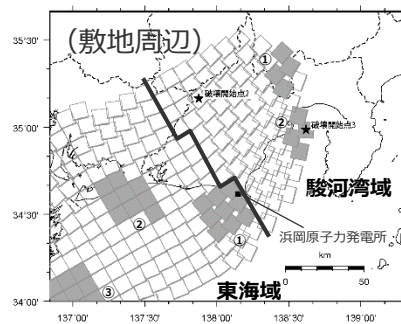 (敷地周辺)
35°30'
①
★破壊開始点2
35°00'
②
★破壊開始点3
駿河湾域
34°30'
②
浜岡原子力発電所
①
km
東海域
0 50
③
34°00'
137°00' 137°30' 138°00' 138°30' 139°00'